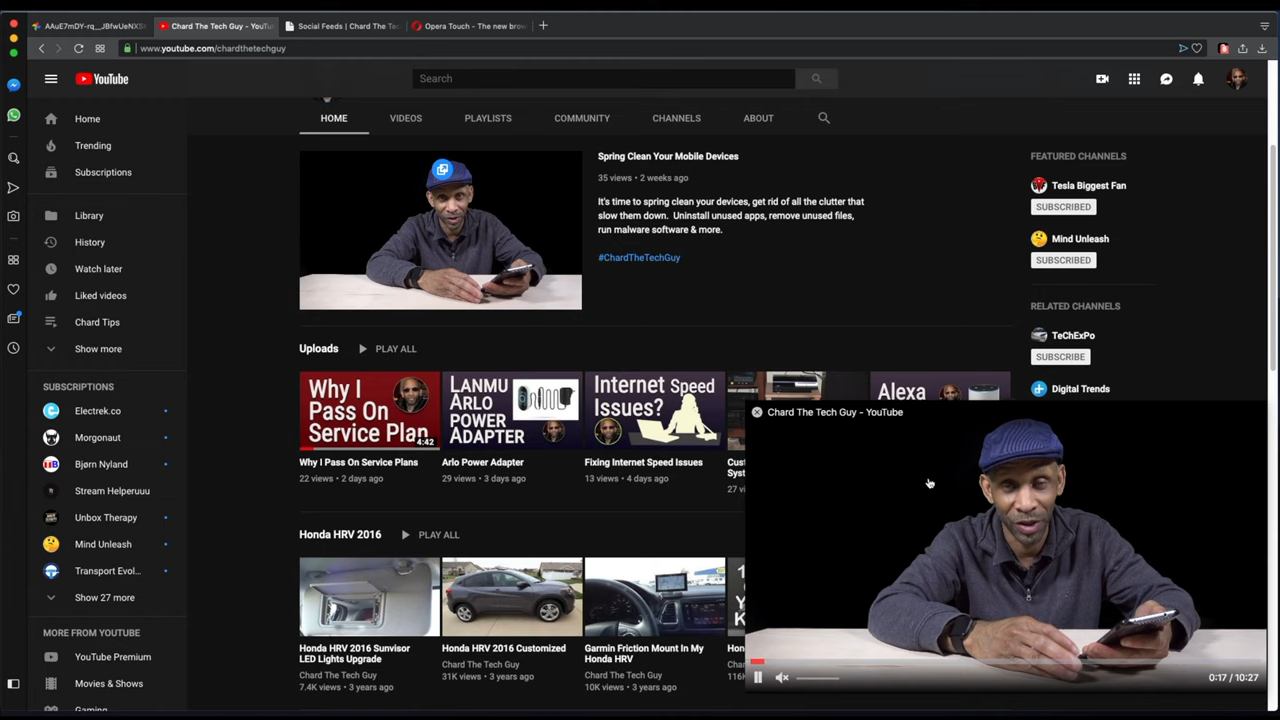 AAuE7mDY-rq__JBfwUeNXS
Chard The Tech Guy - YouTu
Social Feeds | Chard The Tec
Opera Touch - The new brow
www.youtube.com/chardthetechguy
YouTube
Search
Home
Trending
Subscriptions
Library
History
Watch later
Liked videos
Chard Tips
Show more
SUBSCRIPTIONS
Electrek.co
Morgonaut
Bjørn Nyland
Stream Helperuuu
Unbox Therapy
Mind Unleash
Transport Evol...
Show 27 more
MORE FROM YOUTUBE
YouTube Premium
Movies & Shows
Gaming
HOME
VIDEOS
PLAYLISTS
COMMUNITY
CHANNELS
ABOUT
Spring Clean Your Mobile Devices
35 views • 2 weeks ago
It's time to spring clean your devices, get rid of all the clutter that
slow them down. Uninstall unused apps, remove unused files,
run malware software & more.
#ChardTheTechGuy
FEATURED CHANNELS
Tesla Biggest Fan
SUBSCRIBED
Mind Unleash
SUBSCRIBED
RELATED CHANNELS
TeChExPo
SUBSCRIBE
Digital Trends
Uploads
PLAY ALL
Why I
Pass On
Service Plan
4:42
Why I Pass On Service Plans
22 views • 2 days ago
LANMU
ARLO
POWER
ADAPTER
Arlo Power Adapter
29 views • 3 days ago
Internet Speed
Issues?
Fixing Internet Speed Issues
13 views • 4 days ago
Cust
Syst
27 vi
Alexa
Honda HRV 2016
PLAY ALL
Honda HRV 2016 Sunvisor
LED Lights Upgrade
Chard The Tech Guy
7.4K views • 3 years ago
Honda HRV 2016 Customized
Chard The Tech Guy
31K views • 3 years ago
Garmin Friction Mount In My
Honda HRV
Chard The Tech Guy
10K views • 3 years ago
Chard The Tech Guy - YouTube
0:17 / 10:27